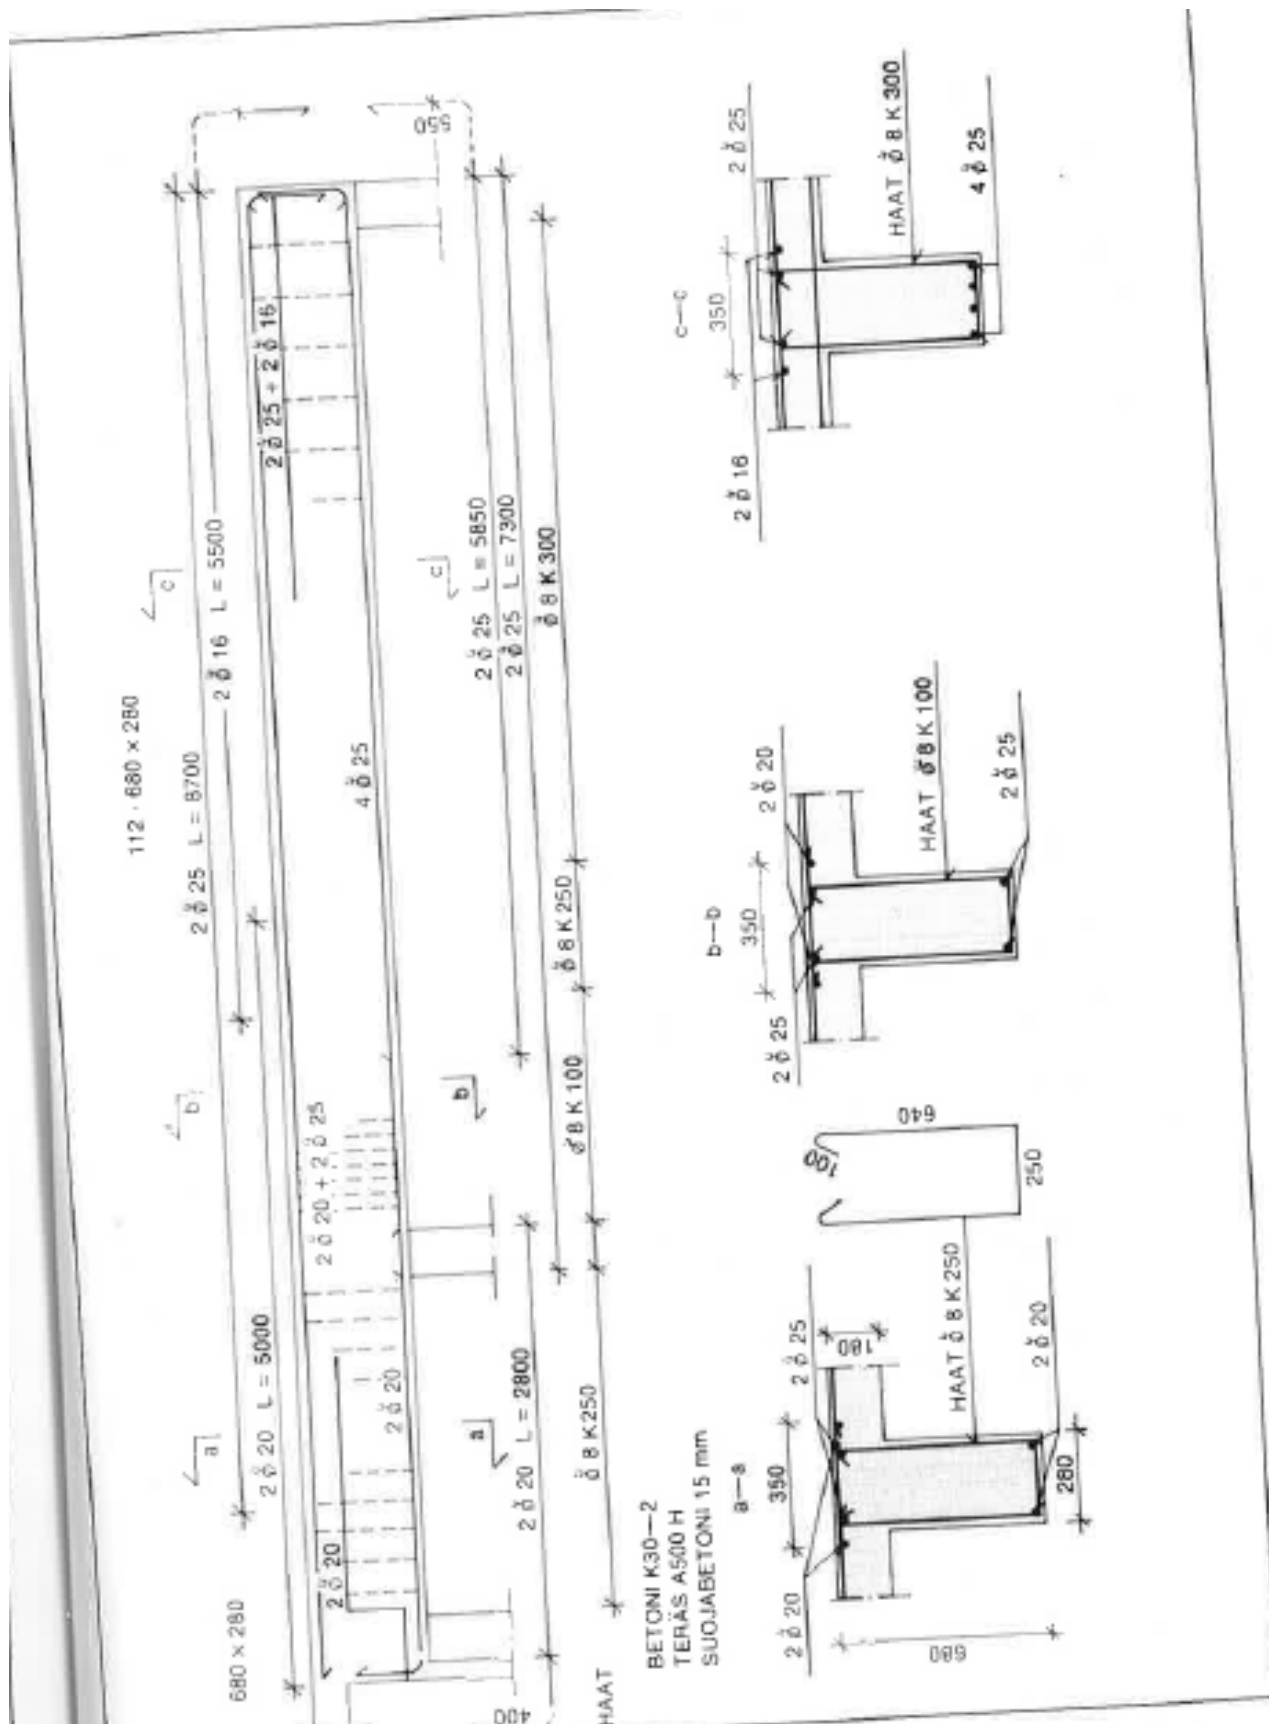 112 · 680 × 280
680 × 280
2 ø 25 L = 8700
2 ø 16 L = 5500
2 ø 20 L = 5000
2 ø 25 + 2 ø 16
2 ø 20 + 2 ø 25
2 ø 20
4 ø 25
2 ø 20
a
b
c
a
b
c
550
400
2 ø 25 L = 5850
2 ø 25 L = 7300
2 ø 20 L = 2800
HAAT
ø 8 K250
ø 8 K 100
ø 8 K 250
ø 8 K 300
BETONI K30—2
TERÄS A500 H
SUOJABETONI 15 mm
a—a
350
2 ø 20
2 ø 25
180
680
280
HAAT ø 8 K 250
2 ø 20
100
640
250
b—b
350
2 ø 25
2 ø 20
HAAT ø 8 K 100
2 ø 25
c—c
350
2 ø 16
2 ø 25
HAAT ø 8 K 300
4 ø 25